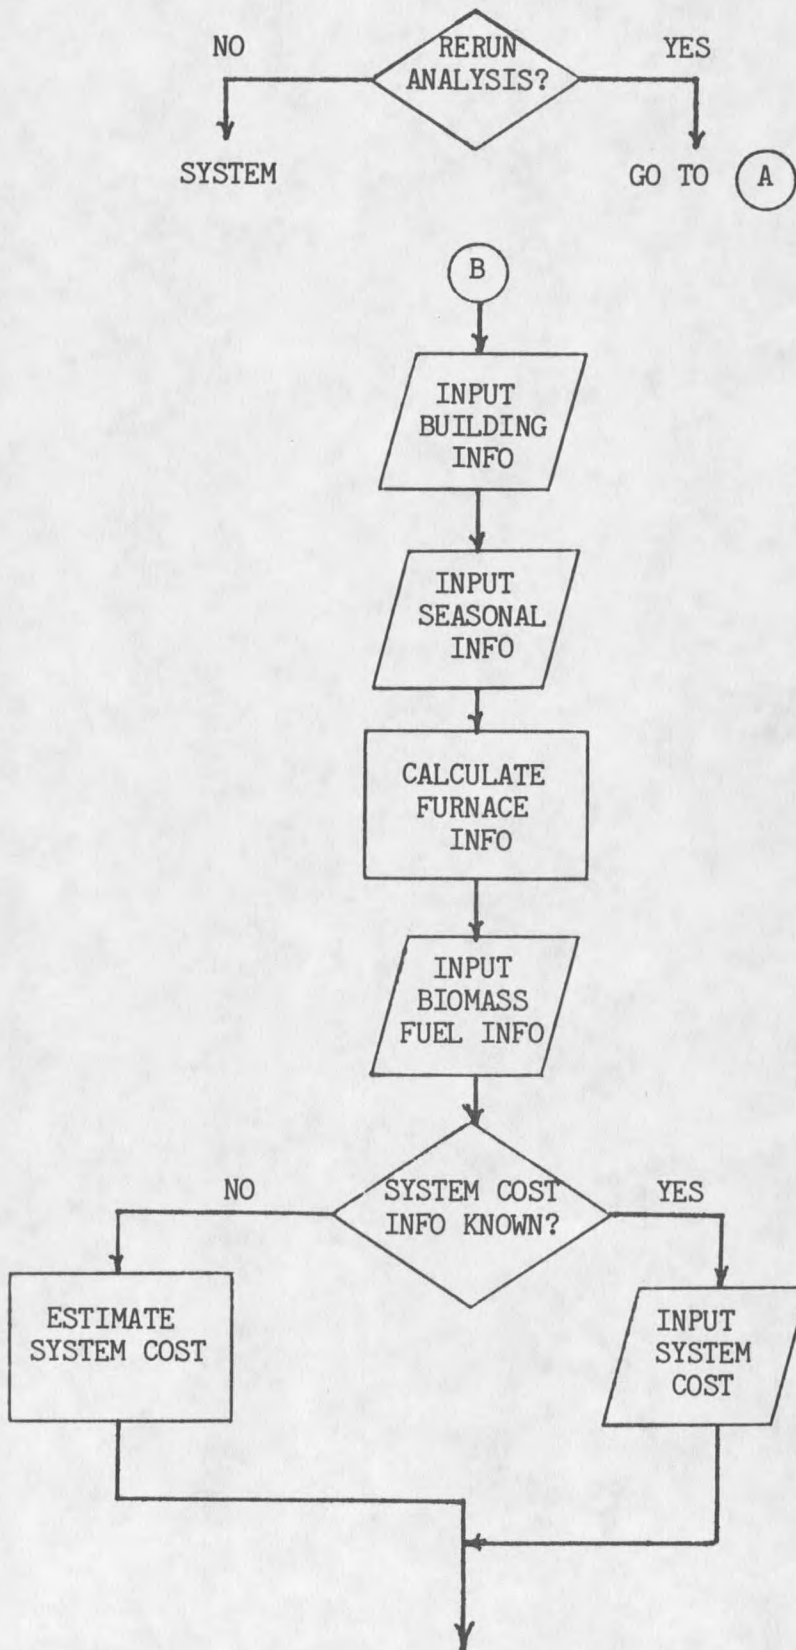 NO
RERUN
ANALYSIS?
YES
SYSTEM
GO TO A
B
INPUT
BUILDING
INFO
INPUT
SEASONAL
INFO
CALCULATE
FURNACE
INFO
INPUT
BIOMASS
FUEL INFO
NO
SYSTEM COST
INFO KNOWN?
YES
ESTIMATE
SYSTEM COST
INPUT
SYSTEM
COST